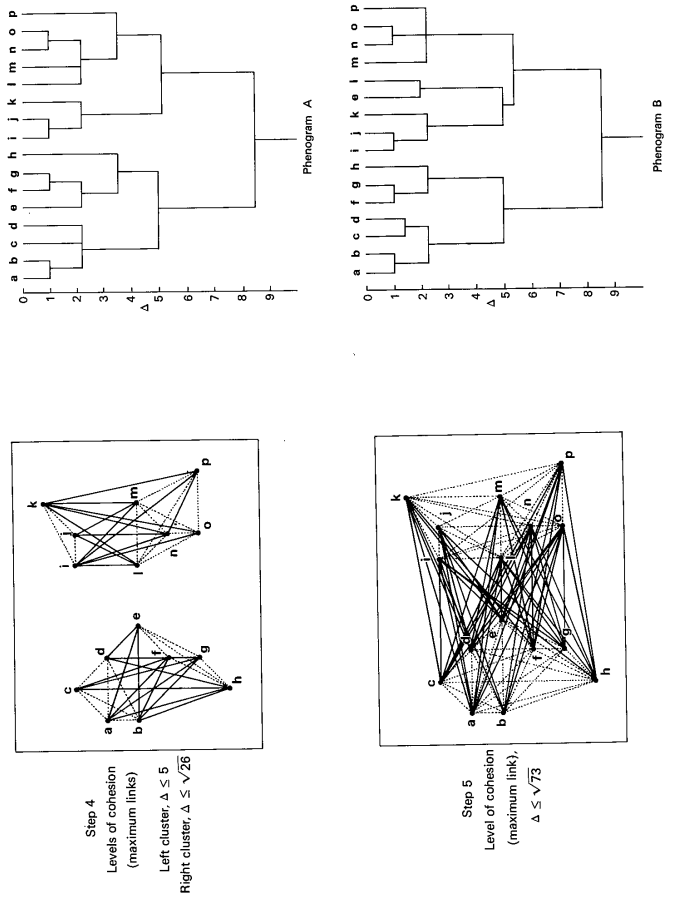 Step 4
Levels of cohesion
(maximum links)
Left cluster, Δ ≤ 5
Right cluster, Δ ≤ √26
a
b
c
d
e
f
g
h
i
j
k
l
m
n
o
p
0
1
2
3
4
5
6
7
8
9
Δ
a b c d e f g h i j k l m n o p
Phenogram A
Step 5
Level of cohesion
(maximum link),
Δ ≤ √73
a
b
c
d
e
f
g
h
i
j
k
l
m
n
o
p
0
1
2
3
4
5
6
7
8
9
Δ
a b c d f g h i j k e l m n o p
Phenogram B